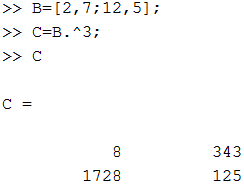 >> B=[2,7;12,5];
>> C=B.^3;
>> C
C =
8 343
1728 125